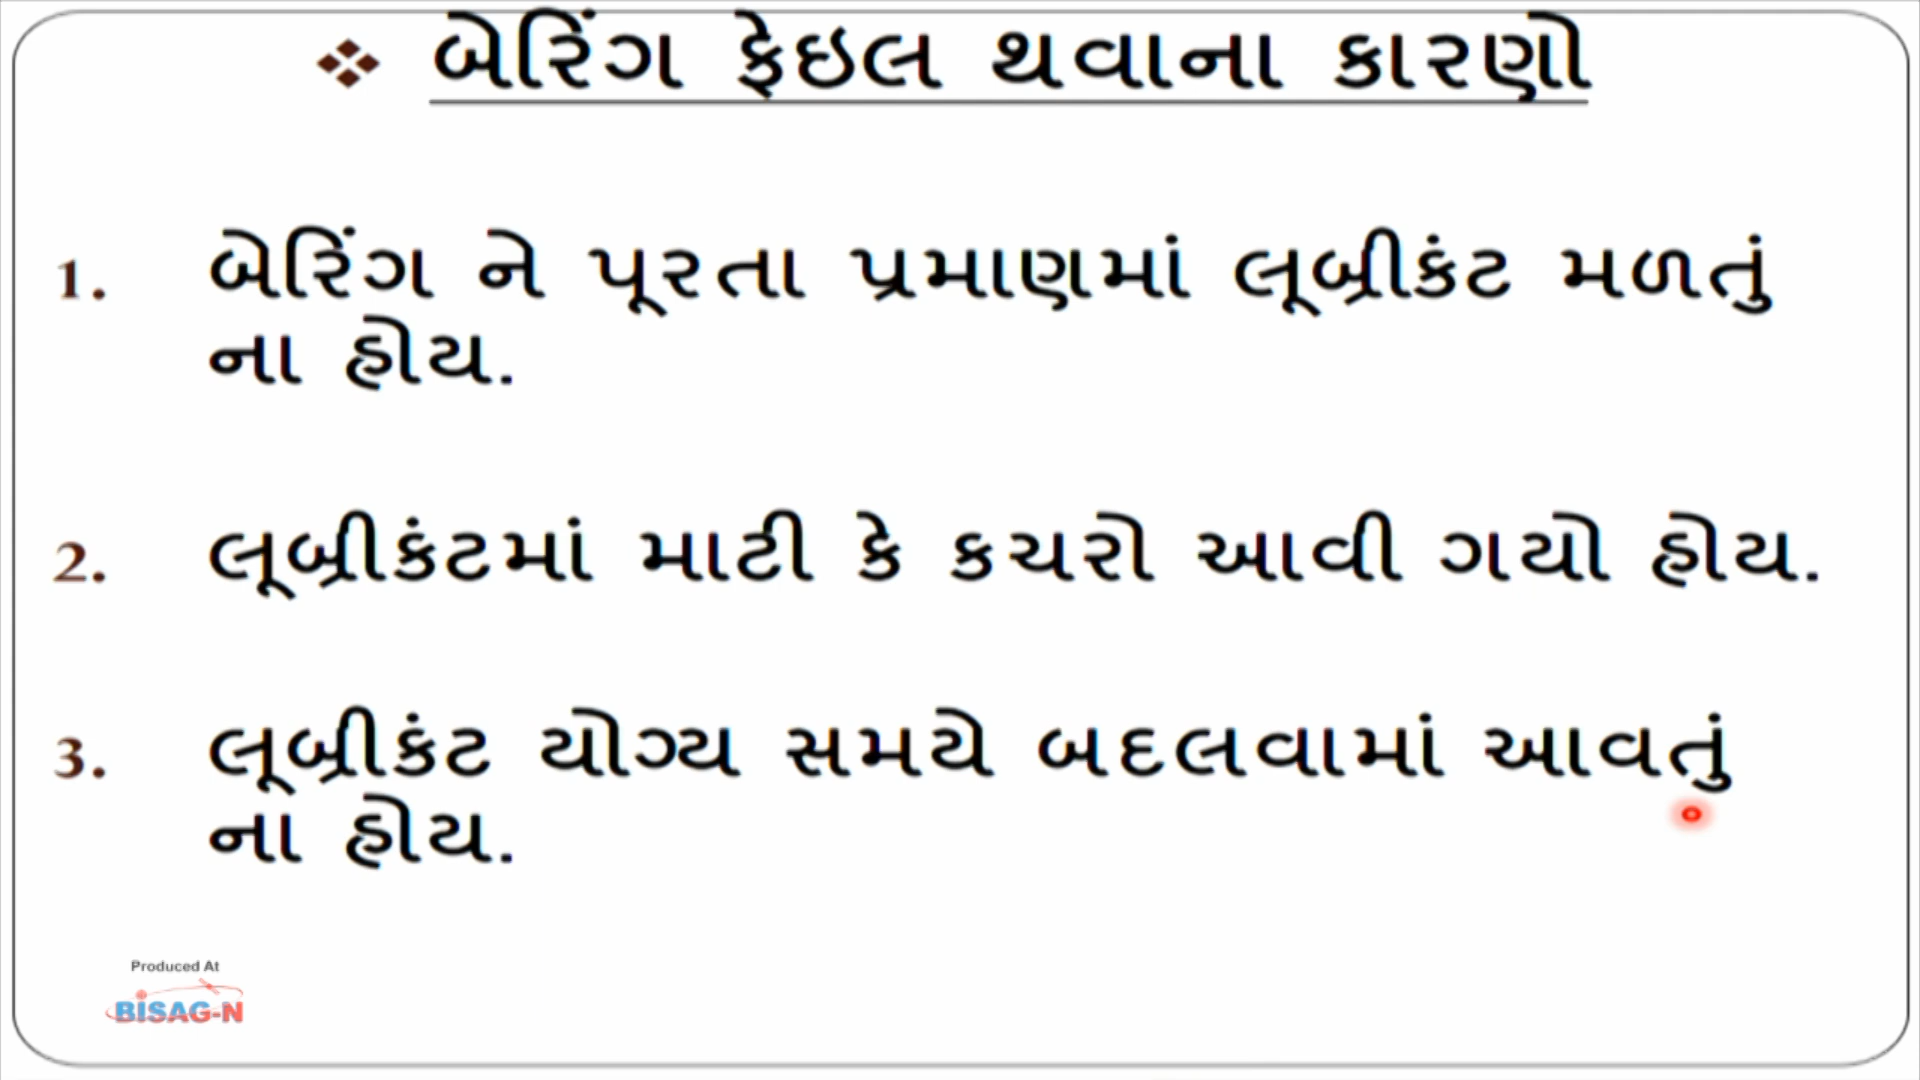 ❖ બેરિંગ ફેઇલ થવાના કારણો
1. બેરિંગ ને પૂરતા પ્રમાણમાં લૂબ્રીકંટ મળતું
ના હોય.
2. લૂબ્રીકંટમાં માટી કે કચરો આવી ગયો હોય.
3. લૂબ્રીકંટ યોગ્ય સમયે બદલવામાં આવતું
ના હોય.
Produced At
BISAG-N